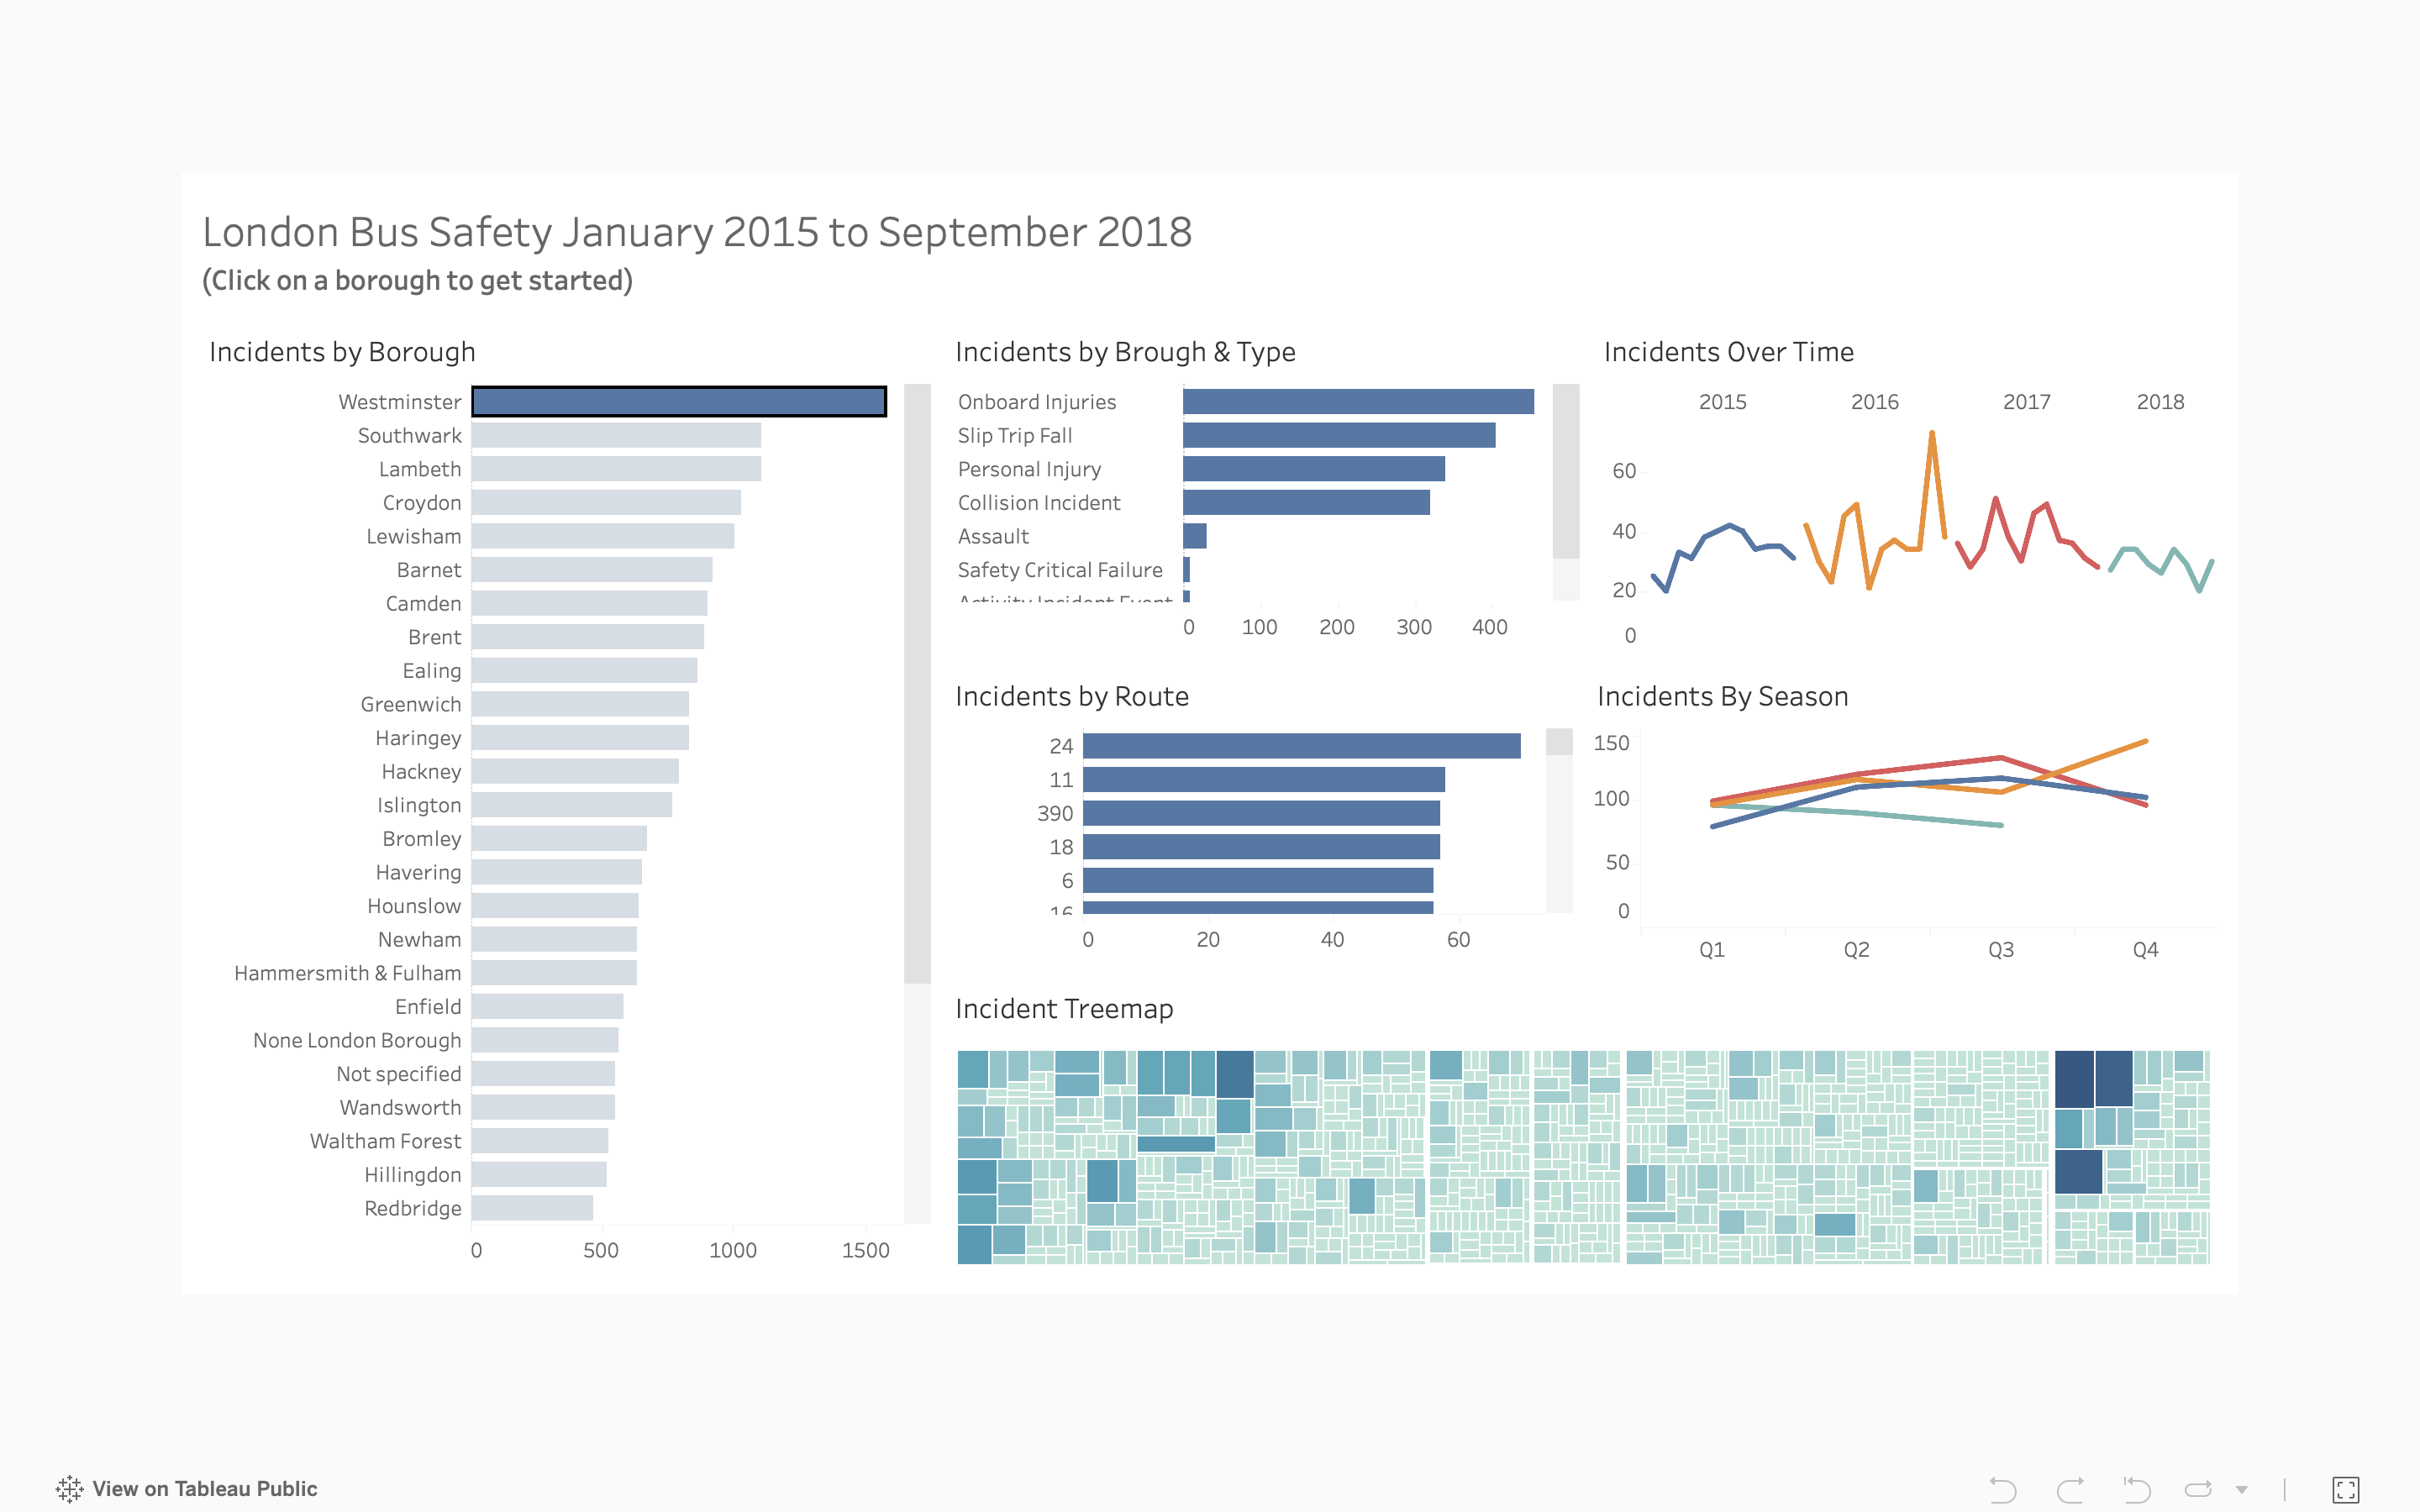 London Bus Safety January 2015 to September 2018
(Click on a borough to get started)
Incidents by Borough
Westminster
Southwark
Lambeth
Croydon
Lewisham
Barnet
Camden
Brent
Ealing
Greenwich
Haringey
Hackney
Islington
Bromley
Havering
Hounslow
Newham
Hammersmith & Fulham
Enfield
None London Borough
Not specified
Wandsworth
Waltham Forest
Hillingdon
Redbridge
0 500 1000 1500
Incidents by Brough & Type
Onboard Injuries
Slip Trip Fall
Personal Injury
Collision Incident
Assault
Safety Critical Failure
Activity Incident Event
0 100 200 300 400
Incidents Over Time
2015 2016 2017 2018
60
40
20
0
Incidents by Route
24
11
390
18
6
16
0 20 40 60
Incidents By Season
150
100
50
0
Q1 Q2 Q3 Q4
Incident Treemap
View on Tableau Public